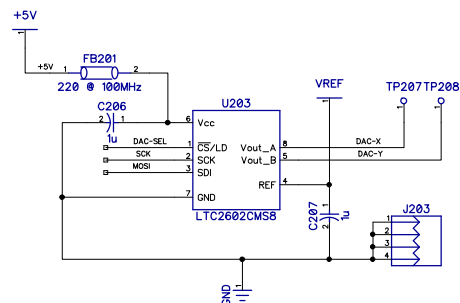 +5V
1
+5V
1
FB201
2
220 @ 100MHz
C206
2
1
1u
U203
VREF
1
TP207
TP208
6
Vcc
DAC-SEL
1
CS/LD
SCK
2
SCK
MOSI
3
SDI
7
GND
Vout_A
8
DAC-X
Vout_B
5
DAC-Y
REF
4
LTC2602CMS8
C207
1
2
1u
J203
1
2
3
4
GND
1